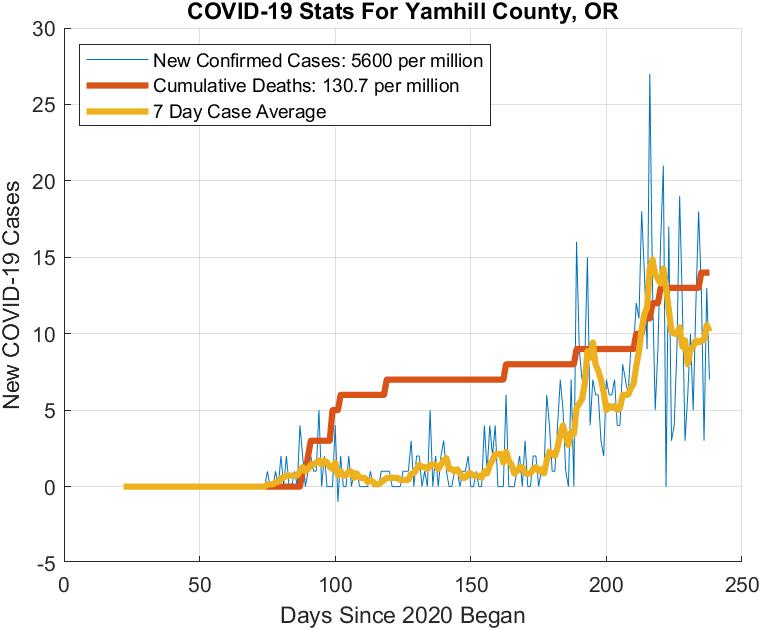 COVID-19 Stats For Yamhill County, OR
30
25
20
15
10
5
0
-5
New Confirmed Cases: 5600 per million
Cumulative Deaths: 130.7 per million
7 Day Case Average
New COVID-19 Cases
0 50 100 150 200 250
Days Since 2020 Began